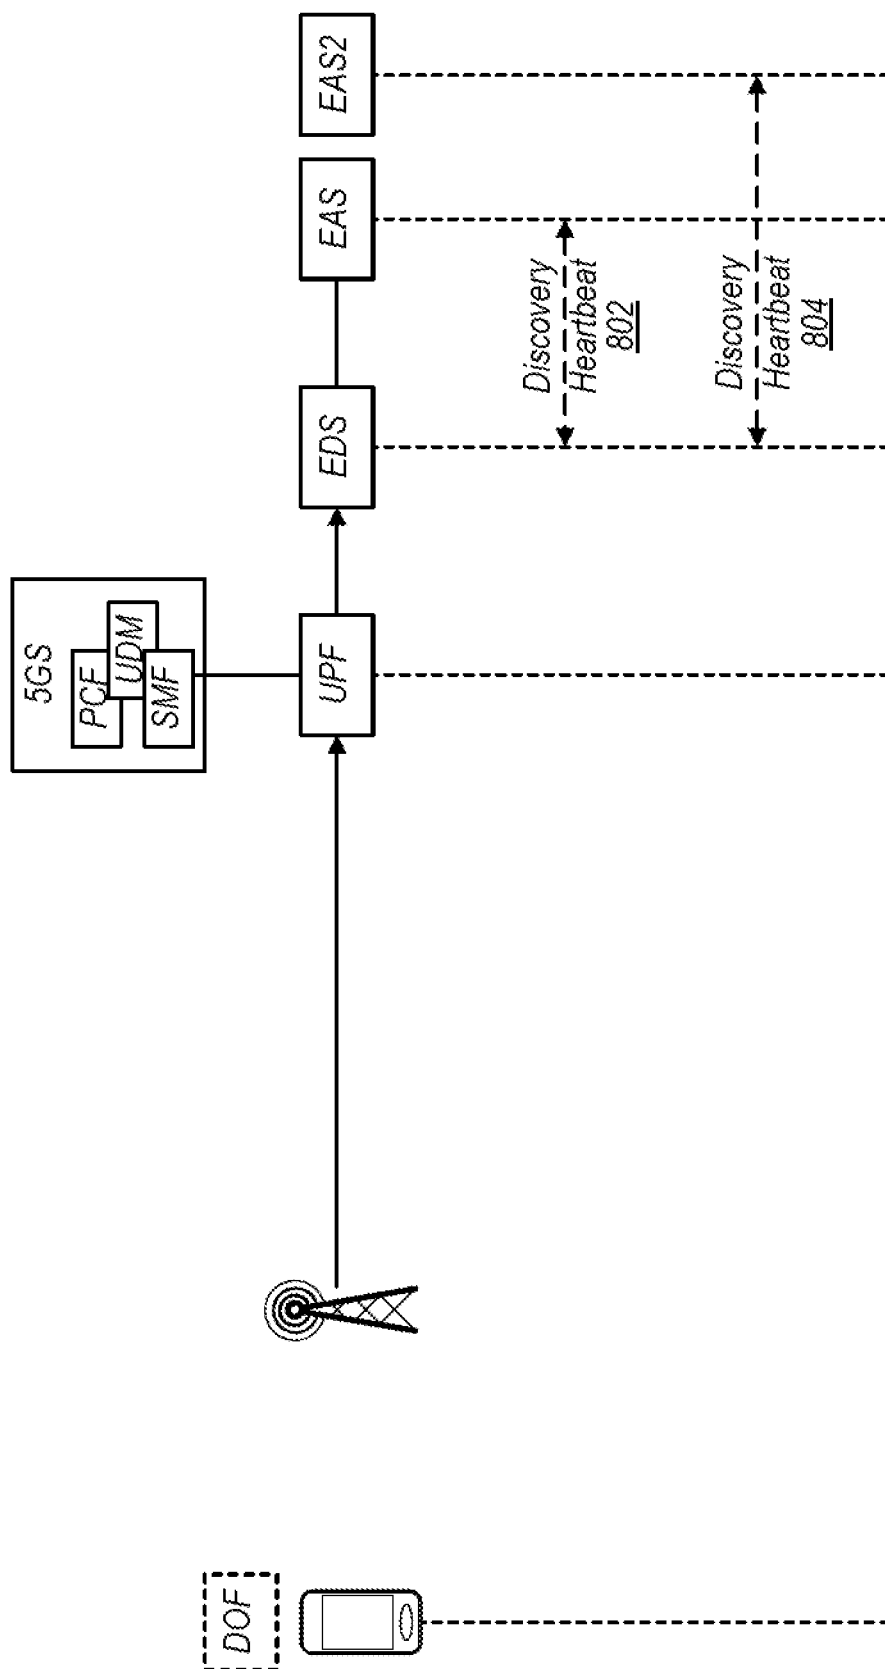 DOF
5GS
PCF
UDM
SMF
UPF
EDS
EAS
EAS2
Discovery
Heartbeat
802
Discovery
Heartbeat
804